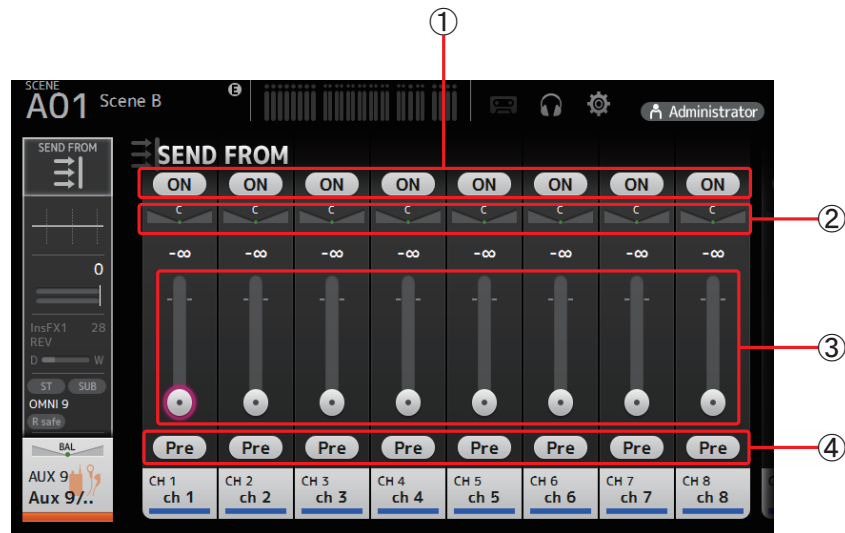 ①
SCENE
A01 Scene B E Administrator
SEND FROM
SEND FROM
ON ON ON ON ON ON ON ON
②
C C C C C C C C
-∞ -∞ -∞ -∞ -∞ -∞ -∞ -∞
0
③
InsFX1 28
REV
D W
ST SUB
OMNI 9
R safe
BAL
Pre Pre Pre Pre Pre Pre Pre Pre
④
AUX 9
Aux 9/..
CH 1 CH 2 CH 3 CH 4 CH 5 CH 6 CH 7 CH 8
ch 1 ch 2 ch 3 ch 4 ch 5 ch 6 ch 7 ch 8